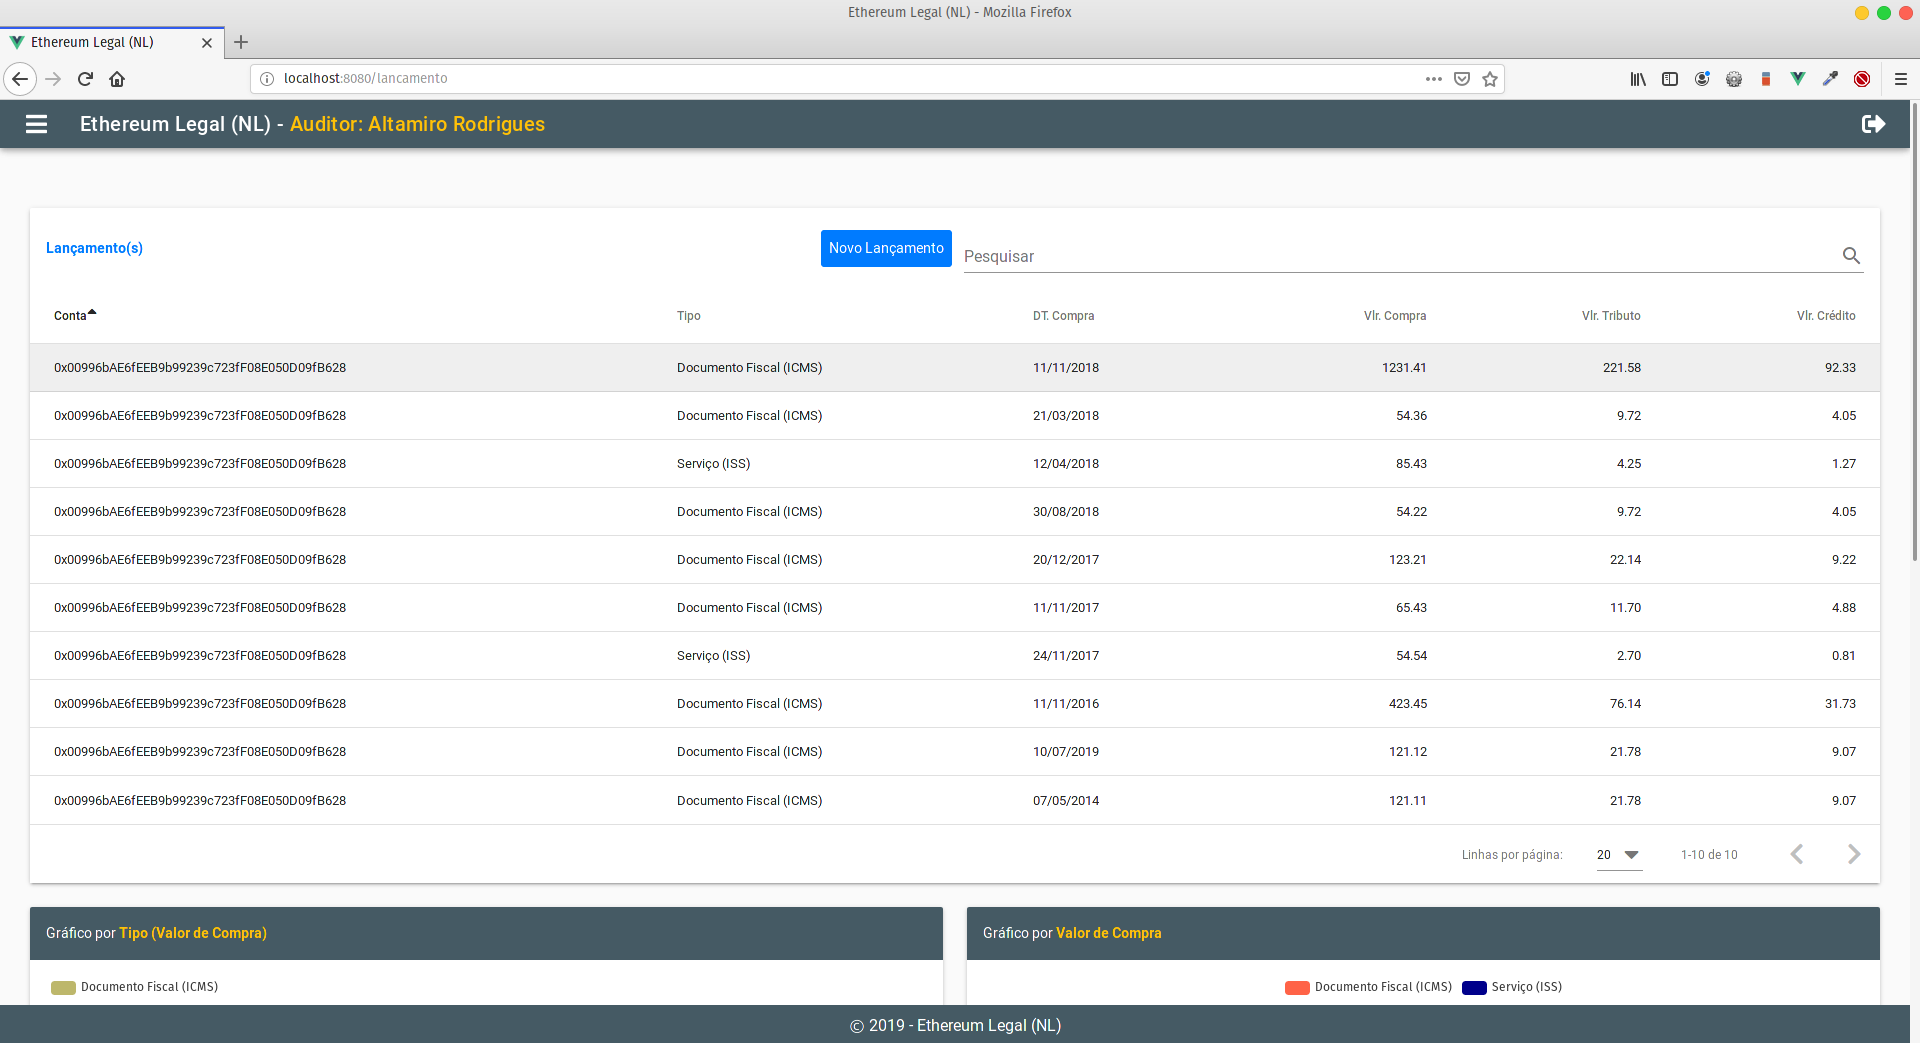 Ethereum Legal (NL) - Mozilla Firefox
Ethereum Legal (NL)
localhost:8080/lancamento
Ethereum Legal (NL) - Auditor: Altamiro Rodrigues
Lançamento(s) Novo Lançamento Pesquisar
Conta Tipo DT. Compra Vlr. Compra Vlr. Tributo Vlr. Crédito
0x00996bAE6fEEB9b99239c723fF08E050D09fB628 Documento Fiscal (ICMS) 11/11/2018 1231.41 221.58 92.33
0x00996bAE6fEEB9b99239c723fF08E050D09fB628 Documento Fiscal (ICMS) 21/03/2018 54.36 9.72 4.05
0x00996bAE6fEEB9b99239c723fF08E050D09fB628 Serviço (ISS) 12/04/2018 85.43 4.25 1.27
0x00996bAE6fEEB9b99239c723fF08E050D09fB628 Documento Fiscal (ICMS) 30/08/2018 54.22 9.72 4.05
0x00996bAE6fEEB9b99239c723fF08E050D09fB628 Documento Fiscal (ICMS) 20/12/2017 123.21 22.14 9.22
0x00996bAE6fEEB9b99239c723fF08E050D09fB628 Documento Fiscal (ICMS) 11/11/2017 65.43 11.70 4.88
0x00996bAE6fEEB9b99239c723fF08E050D09fB628 Serviço (ISS) 24/11/2017 54.54 2.70 0.81
0x00996bAE6fEEB9b99239c723fF08E050D09fB628 Documento Fiscal (ICMS) 11/11/2016 423.45 76.14 31.73
0x00996bAE6fEEB9b99239c723fF08E050D09fB628 Documento Fiscal (ICMS) 10/07/2019 121.12 21.78 9.07
0x00996bAE6fEEB9b99239c723fF08E050D09fB628 Documento Fiscal (ICMS) 07/05/2014 121.11 21.78 9.07
Linhas por página: 20 1-10 de 10
Gráfico por Tipo (Valor de Compra)
Documento Fiscal (ICMS)
Gráfico por Valor de Compra
Documento Fiscal (ICMS) Serviço (ISS)
© 2019 - Ethereum Legal (NL)